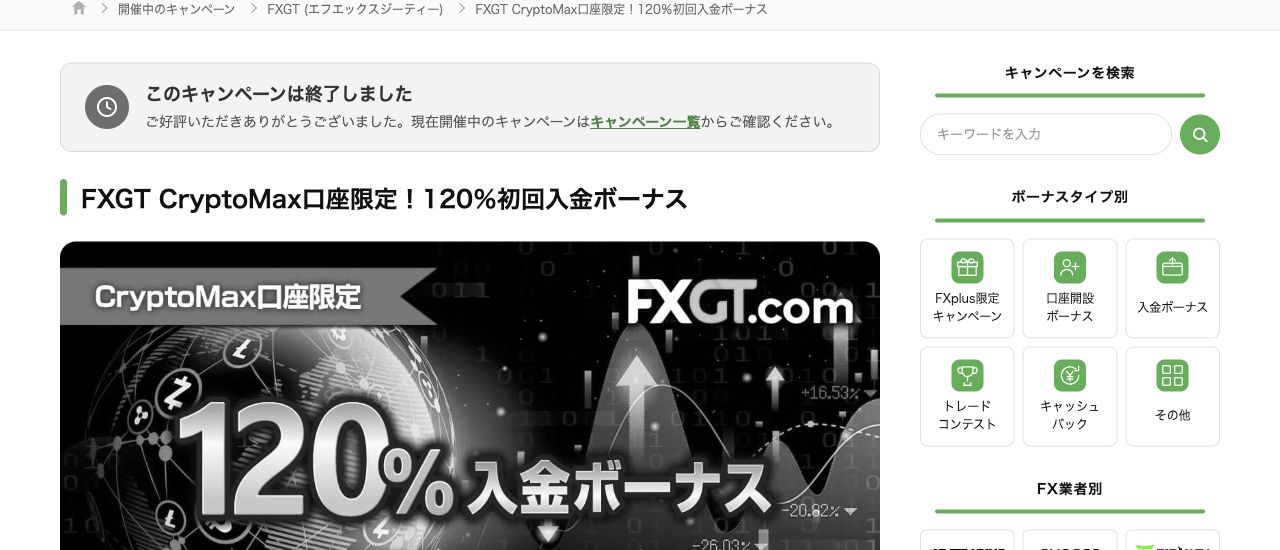 開催中のキャンペーン
FXGT (エフエックスジーティー)
FXGT CryptoMax口座限定！120%初回入金ボーナス
このキャンペーンは終了しました
ご好評いただきありがとうございました。現在開催中のキャンペーンはキャンペーン一覧からご確認ください。
FXGT CryptoMax口座限定！120%初回入金ボーナス
CryptoMax口座限定
FXGT.com
+16.53%
120% 入金ボーナス
-20.82%
-26.03%
キャンペーンを検索
キーワードを入力
ボーナスタイプ別
FXplus限定
キャンペーン
口座開設
ボーナス
入金ボーナス
トレード
コンテスト
キャッシュ
バック
その他
FX業者別